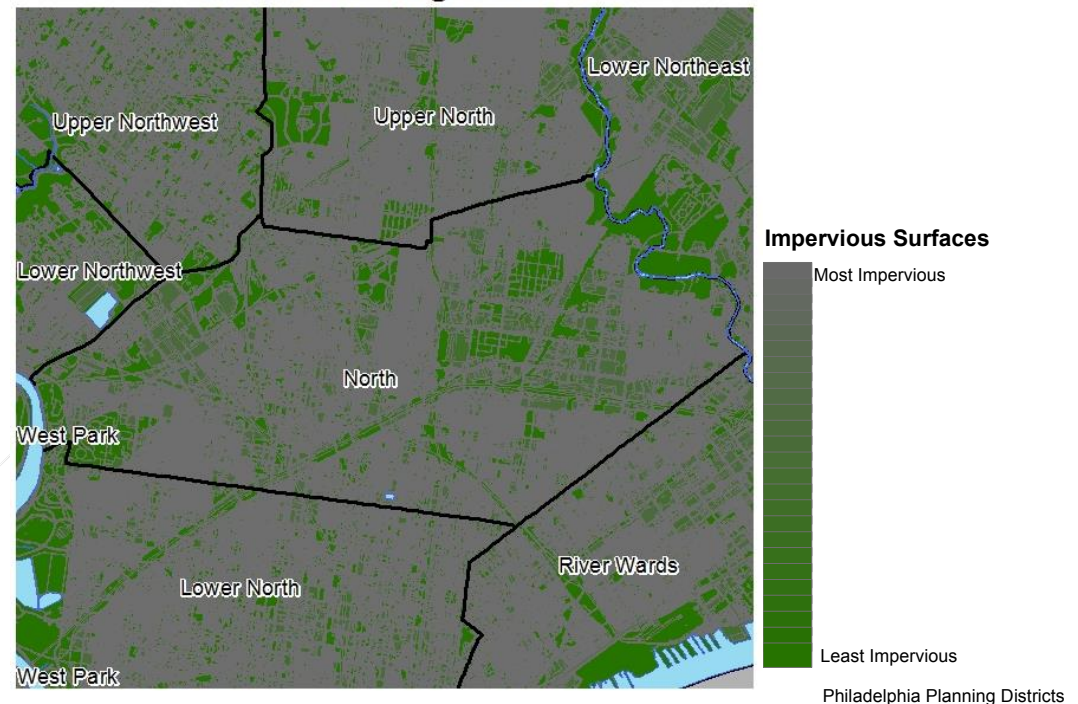 Lower Northeast
Upper North
Upper Northwest
Impervious Surfaces
Lower Northwest
Most Impervious
North
West Park
River Wards
Lower North
Least Impervious
West Park
Philadelphia Planning Districts